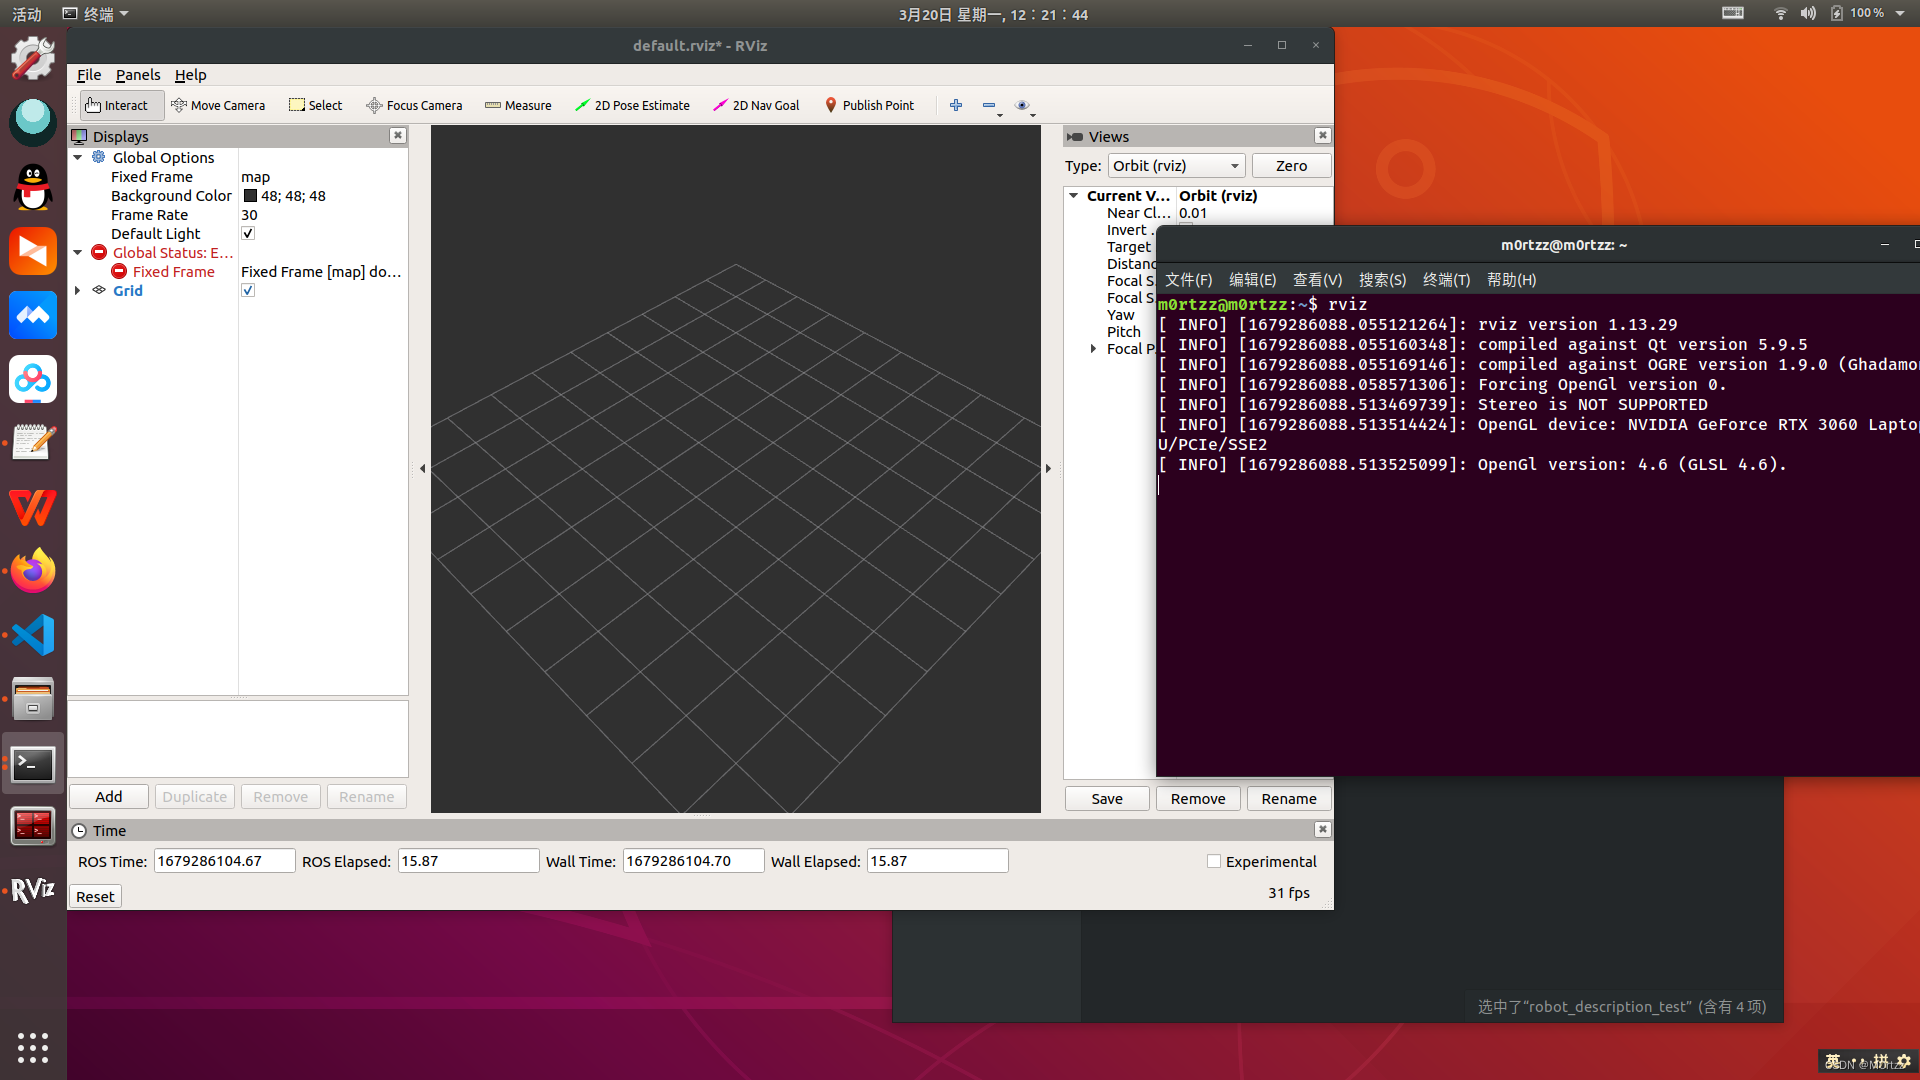 活动 终端 3月20日 星期一, 12：21：44 100%
default.rviz* - RViz
File Panels Help
Interact Move Camera Select Focus Camera Measure 2D Pose Estimate 2D Nav Goal Publish Point
Displays
Global Options
Fixed Frame map
Background Color 48; 48; 48
Frame Rate 30
Default Light
Global Status: E...
Fixed Frame Fixed Frame [map] do...
Grid
Add Duplicate Remove Rename
Views
Type: Orbit (rviz) Zero
Current V... Orbit (rviz)
Near Cl... 0.01
Invert
Target
Distanc
Focal S
Focal S
Yaw
Pitch
Focal P
Save Remove Rename
m0rtzz@m0rtzz: ~
文件(F) 编辑(E) 查看(V) 搜索(S) 终端(T) 帮助(H)
m0rtzz@m0rtzz:~$ rviz
[ INFO] [1679286088.055121264]: rviz version 1.13.29
[ INFO] [1679286088.055160348]: compiled against Qt version 5.9.5
[ INFO] [1679286088.055169146]: compiled against OGRE version 1.9.0 (Ghadamo
[ INFO] [1679286088.058571306]: Forcing OpenGl version 0.
[ INFO] [1679286088.513469739]: Stereo is NOT SUPPORTED
[ INFO] [1679286088.513514424]: OpenGL device: NVIDIA GeForce RTX 3060 Lapto
U/PCIe/SSE2
[ INFO] [1679286088.513525099]: OpenGl version: 4.6 (GLSL 4.6).
Time
ROS Time: 1679286104.67 ROS Elapsed: 15.87 Wall Time: 1679286104.70 Wall Elapsed: 15.87 Experimental
Reset 31 fps
RViz
选中了“robot_description_test” (含有 4 项)
英 拼
CSDN @M0rtzz